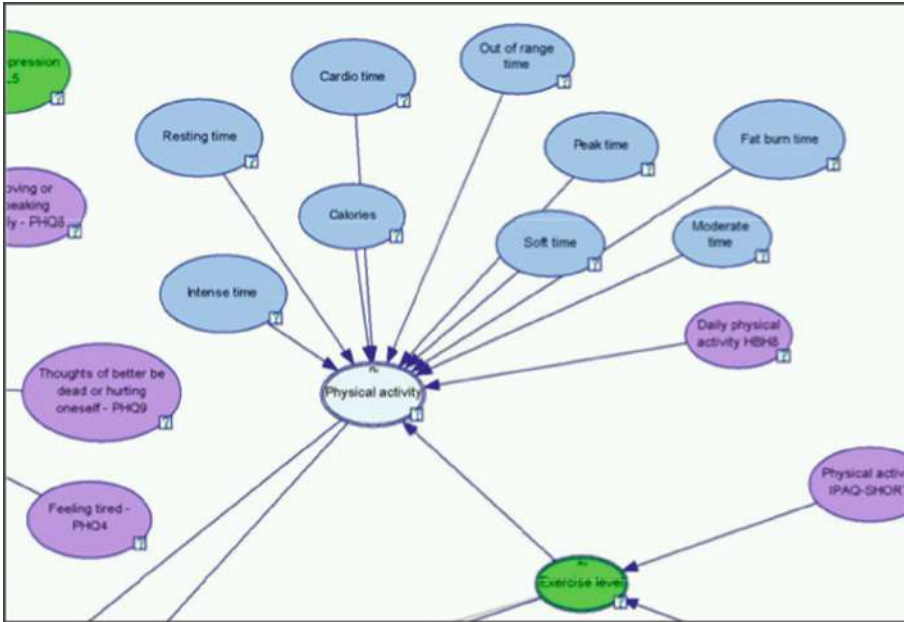 pression
L5
Cardio time
Out of range
time
Resting time
Peak time
Fat burn time
oving or
peaking
ly - PHQ8
Calories
Soft time
Moderate
time
Intense time
Daily physical
activity HBH8
Thoughts of better be
dead or hurting
oneself - PHQ9
Physical activity
Physical activ
IPAQ-SHORT
Feeling tired -
PHQ4
Exercise level